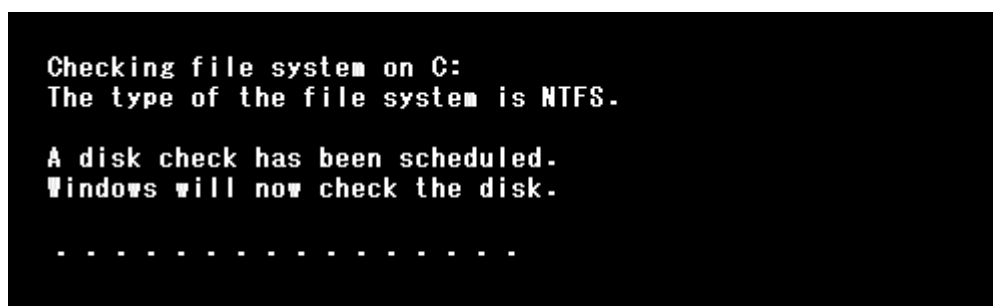 Checking file system on C:
The type of the file system is NTFS.
A disk check has been scheduled.
Windows will now check the disk.
. . . . . . . . . . . . . . . .